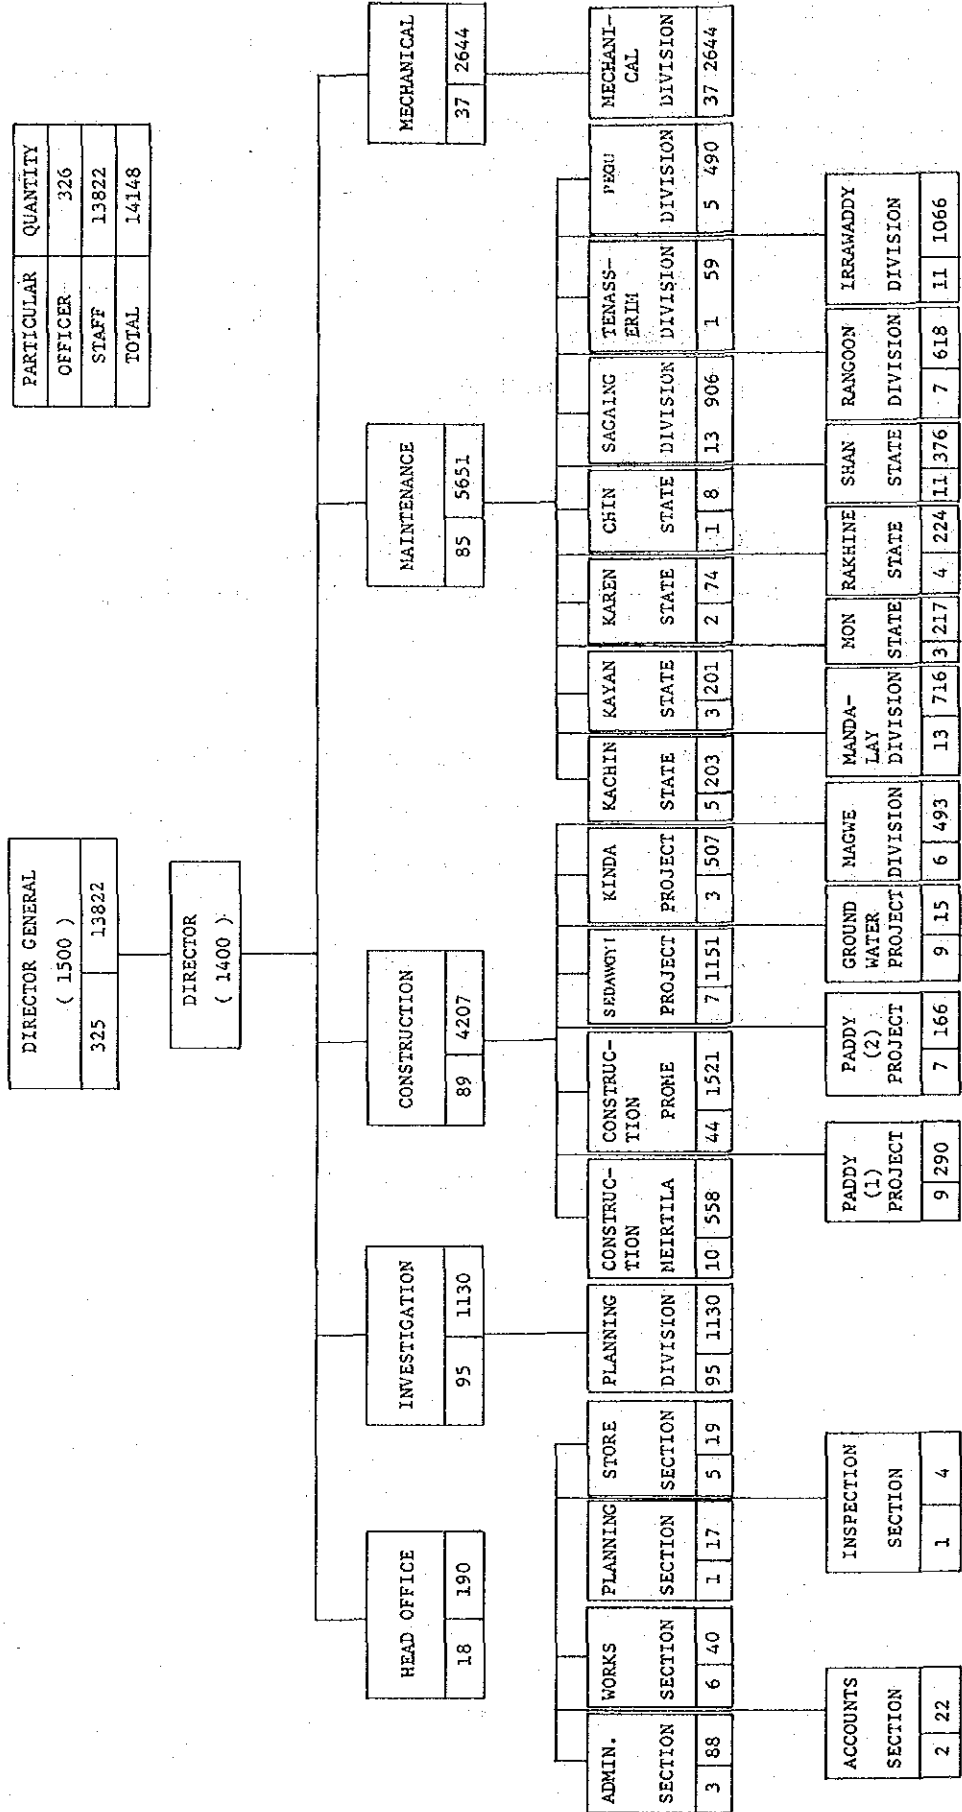 PARTICULAR QUANTITY
OFFICER 326
STAFF 13822
TOTAL 14148
DIRECTOR GENERAL
( 1500 )
325 13822
DIRECTOR
( 1400 )
HEAD OFFICE
18 190
INVESTIGATION
95 1130
CONSTRUCTION
89 4207
MAINTENANCE
85 5651
MECHANICAL
37 2644
ADMIN.
SECTION
3 88
WORKS
SECTION
6 40
PLANNING
SECTION
1 17
STORE
SECTION
5 19
PLANNING
DIVISION
95 1130
CONSTRUC-
TION
MEIRTILA
10 558
CONSTRUC-
TION
PROME
44 1521
SEDAWGYI
PROJECT
7 1151
KINDA
PROJECT
3 507
KACHIN
STATE
5 203
KAYAN
STATE
3 201
KAREN
STATE
2 74
CHIN
STATE
1 8
SAGAING
DIVISION
13 906
TENASS-
ERIM
DIVISION
1 59
PEGU
DIVISION
5 490
MECHANI-
CAL
DIVISION
37 2644
ACCOUNTS
SECTION
2 22
INSPECTION
SECTION
1 4
PADDY
(1)
PROJECT
9 290
PADDY
(2)
PROJECT
7 166
GROUND
WATER
PROJECT
9 15
MAGWE
DIVISION
6 493
MANDA-
LAY
DIVISION
13 716
MON
STATE
3 217
RAKHINE
STATE
4 224
SHAN
STATE
11 376
RANGOON
DIVISION
7 618
IRRAWADDY
DIVISION
11 1066